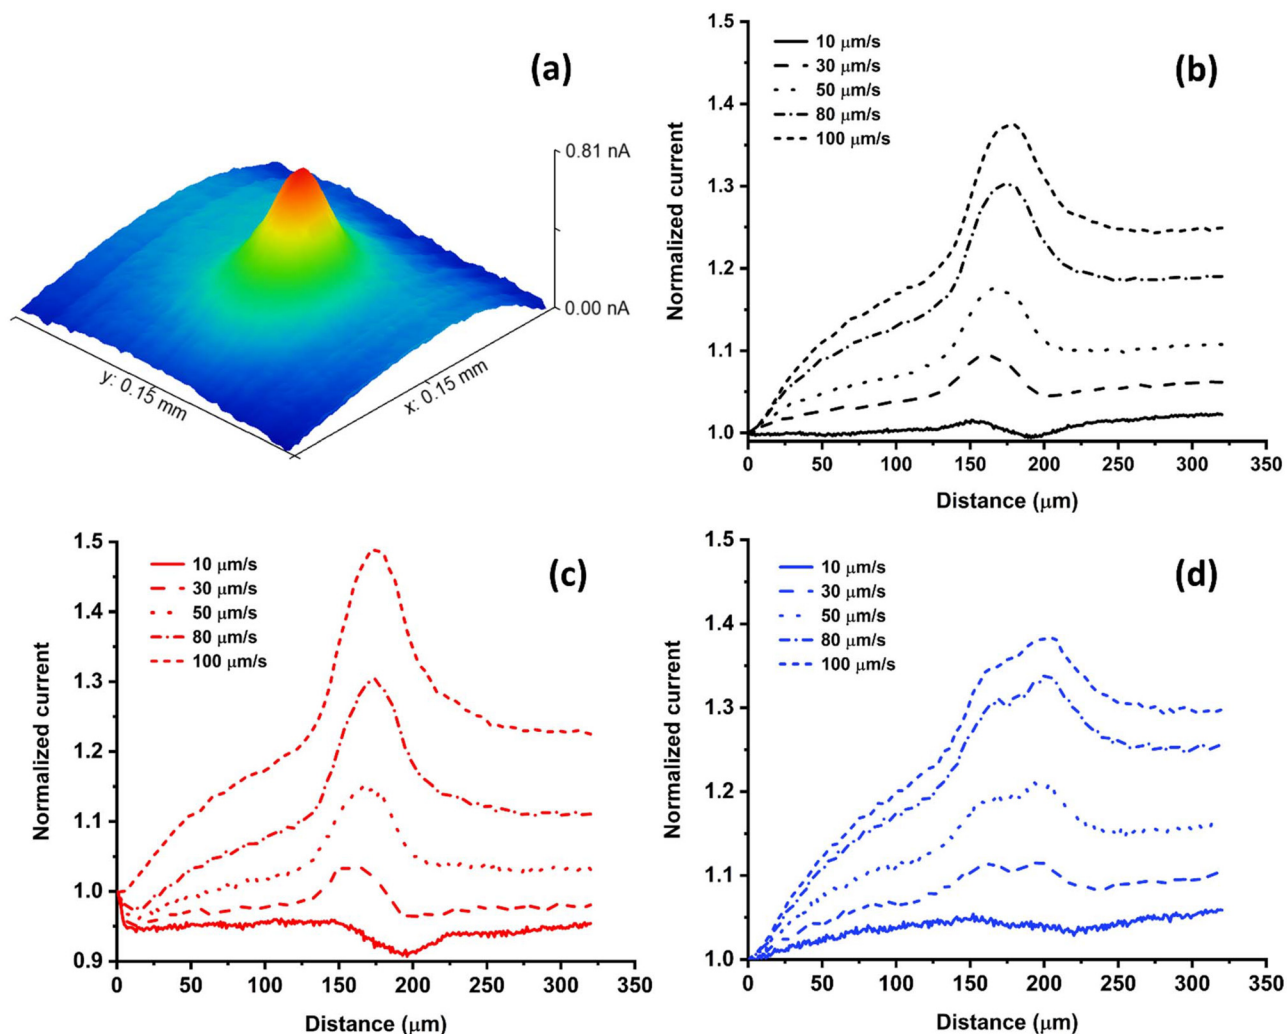 (a)
0.81 nA
0.00 nA
y: 0.15 mm
x: 0.15 mm
(b)
10 μm/s
30 μm/s
50 μm/s
80 μm/s
100 μm/s
Normalized current
1.5
1.4
1.3
1.2
1.1
1.0
0 50 100 150 200 250 300 350
Distance (μm)
(c)
10 μm/s
30 μm/s
50 μm/s
80 μm/s
100 μm/s
Normalized current
1.5
1.4
1.3
1.2
1.1
1.0
0.9
0 50 100 150 200 250 300 350
Distance (μm)
(d)
10 μm/s
30 μm/s
50 μm/s
80 μm/s
100 μm/s
Normalized current
1.5
1.4
1.3
1.2
1.1
1.0
0 50 100 150 200 250 300 350
Distance (μm)